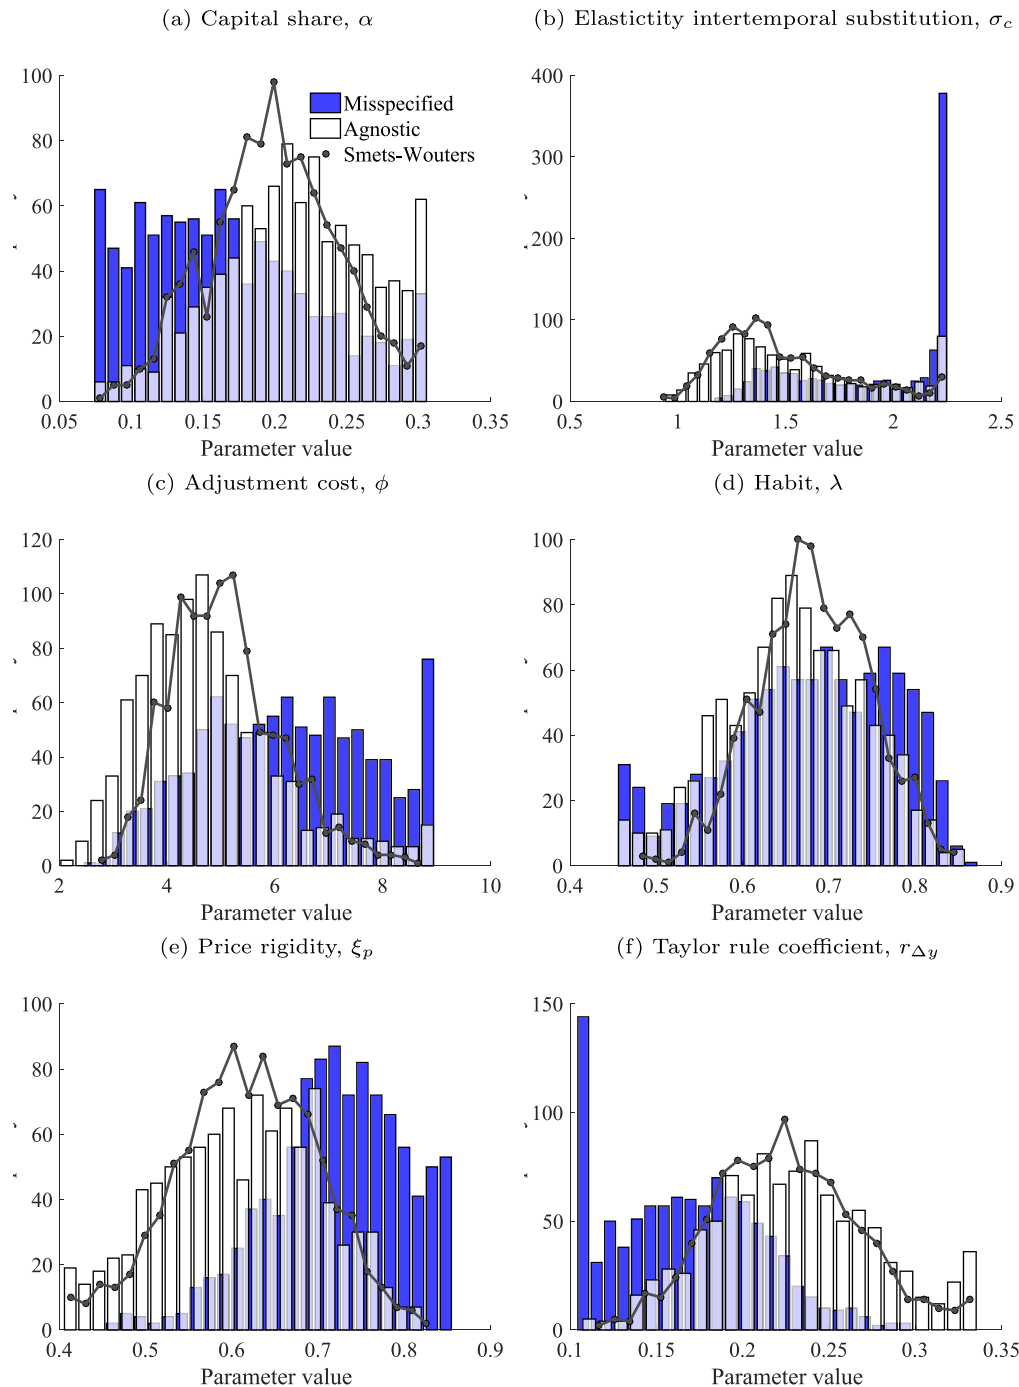 (a) Capital share, α
(b) Elastictity intertemporal substitution, σc
100
80
60
40
20
0
0.05 0.1 0.15 0.2 0.25 0.3 0.35
Parameter value
Misspecified
Agnostic
Smets-Wouters
400
300
200
100
0
0.5 1 1.5 2 2.5
Parameter value
(c) Adjustment cost, ϕ
(d) Habit, λ
120
100
80
60
40
20
0
2 4 6 8 10
Parameter value
100
80
60
40
20
0
0.4 0.5 0.6 0.7 0.8 0.9
Parameter value
(e) Price rigidity, ξp
(f) Taylor rule coefficient, rΔy
100
80
60
40
20
0
0.4 0.5 0.6 0.7 0.8 0.9
Parameter value
150
100
50
0
0.1 0.15 0.2 0.25 0.3 0.35
Parameter value